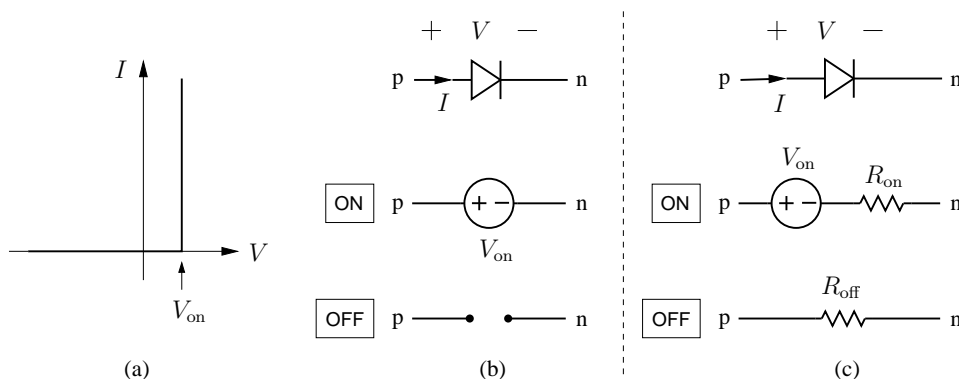 I
V
V_on
(a)
+ V −
p n
I
ON p + − n
V_on
OFF p n
(b)
+ V −
p n
I
V_on
R_on
ON p + − n
R_off
OFF p n
(c)